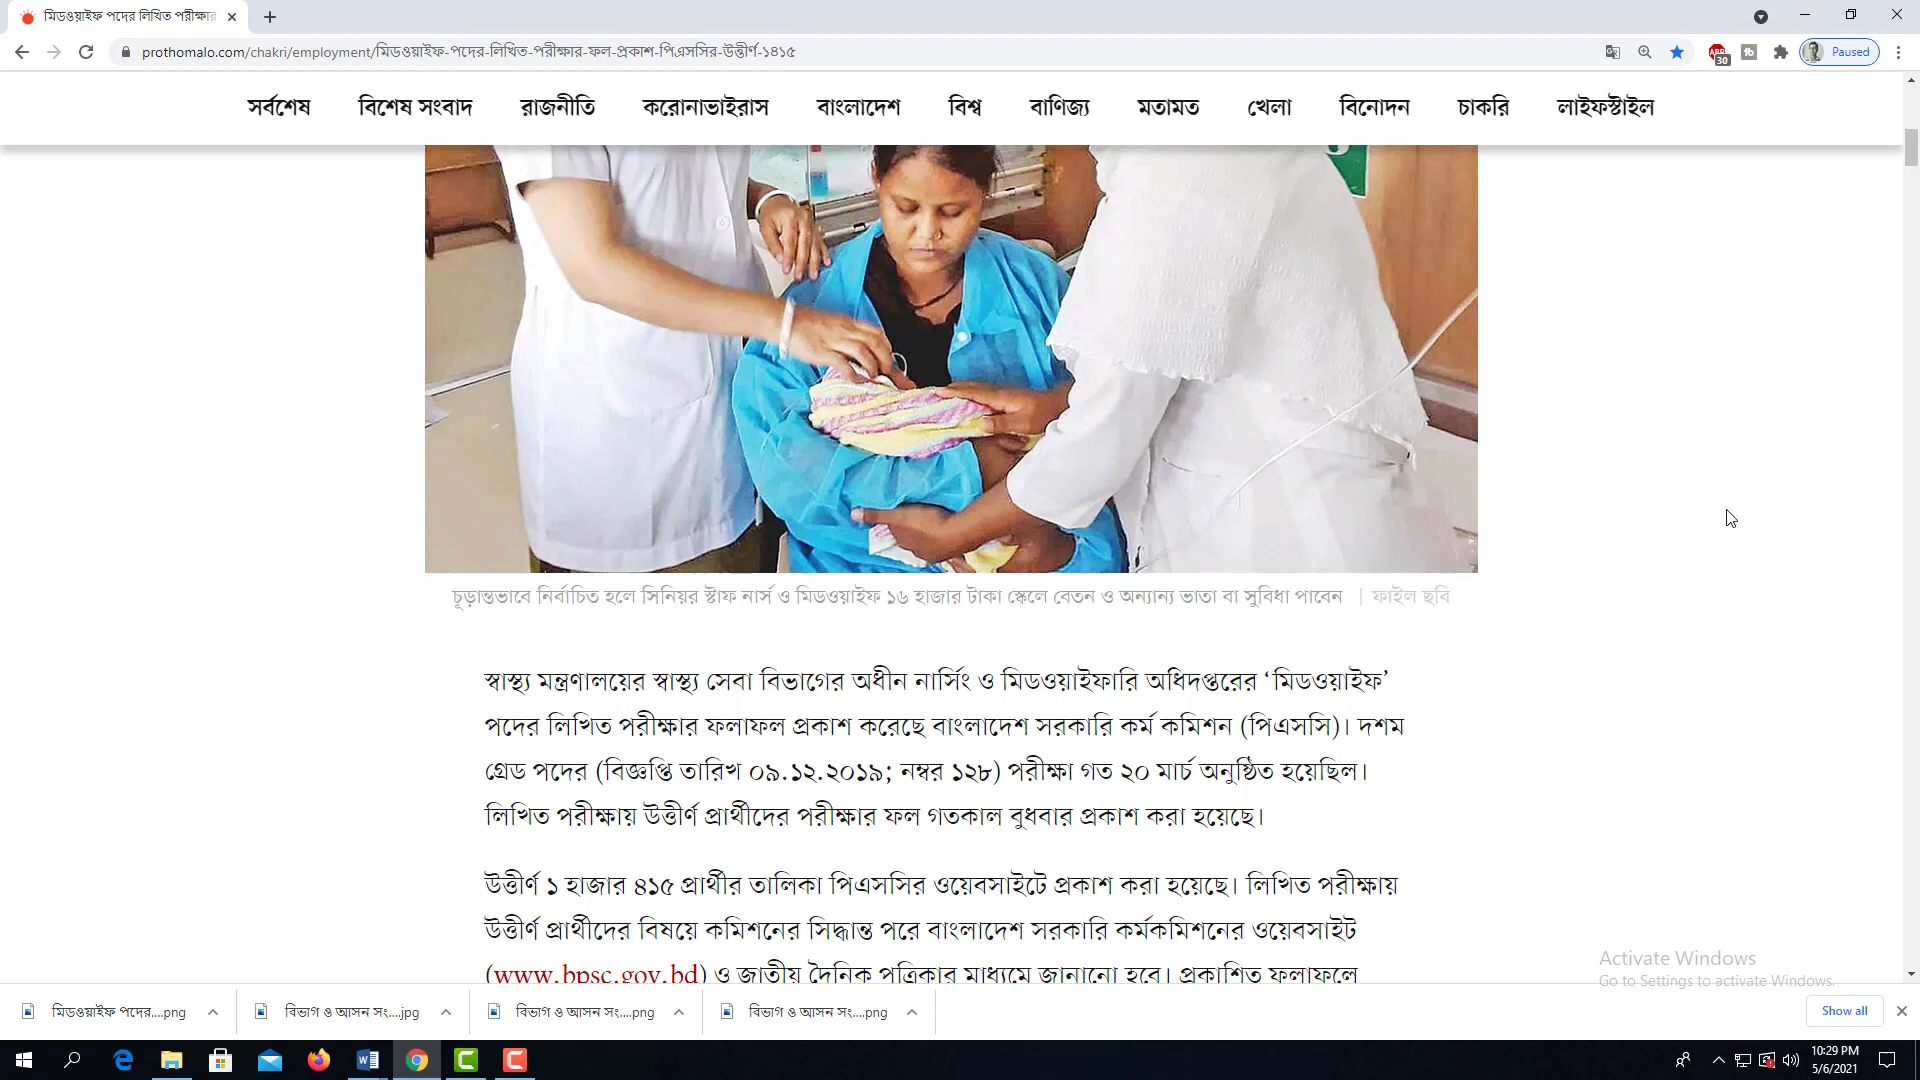 মিডওয়াইফ পদের লিখিত পরীক্ষার
prothomalo.com/chakri/employment/মিডওয়াইফ-পদের-লিখিত-পরীক্ষার-ফল-প্রকাশ-পিএসসির-উত্তীর্ণ-১৪১৫
30
Paused
সর্বশেষ বিশেষ সংবাদ রাজনীতি করোনাভাইরাস বাংলাদেশ বিশ্ব বাণিজ্য মতামত খেলা বিনোদন চাকরি লাইফস্টাইল
চূড়ান্তভাবে নির্বাচিত হলে সিনিয়র স্টাফ নার্স ও মিডওয়াইফ ১৬ হাজার টাকা স্কেলে বেতন ও অন্যান্য ভাতা বা সুবিধা পাবেন | ফাইল ছবি
স্বাস্থ্য মন্ত্রণালয়ের স্বাস্থ্য সেবা বিভাগের অধীন নার্সিং ও মিডওয়াইফারি অধিদপ্তরের ‘মিডওয়াইফ’
পদের লিখিত পরীক্ষার ফলাফল প্রকাশ করেছে বাংলাদেশ সরকারি কর্ম কমিশন (পিএসসি)। দশম
গ্রেড পদের (বিজ্ঞপ্তি তারিখ ০৯.১২.২০১৯; নম্বর ১২৮) পরীক্ষা গত ২০ মার্চ অনুষ্ঠিত হয়েছিল।
লিখিত পরীক্ষায় উত্তীর্ণ প্রার্থীদের পরীক্ষার ফল গতকাল বুধবার প্রকাশ করা হয়েছে।
উত্তীর্ণ ১ হাজার ৪১৫ প্রার্থীর তালিকা পিএসসির ওয়েবসাইটে প্রকাশ করা হয়েছে। লিখিত পরীক্ষায়
উত্তীর্ণ প্রার্থীদের বিষয়ে কমিশনের সিদ্ধান্ত পরে বাংলাদেশ সরকারি কর্মকমিশনের ওয়েবসাইট
(www.bpsc.gov.bd) ও জাতীয় দৈনিক পত্রিকার মাধ্যমে জানানো হবে। প্রকাশিত ফলাফলে
Activate Windows
Go to Settings to activate Windows.
মিডওয়াইফ পদের....png
বিভাগ ও আসন সং....jpg
বিভাগ ও আসন সং....png
বিভাগ ও আসন সং....png
Show all
10:29 PM
5/6/2021